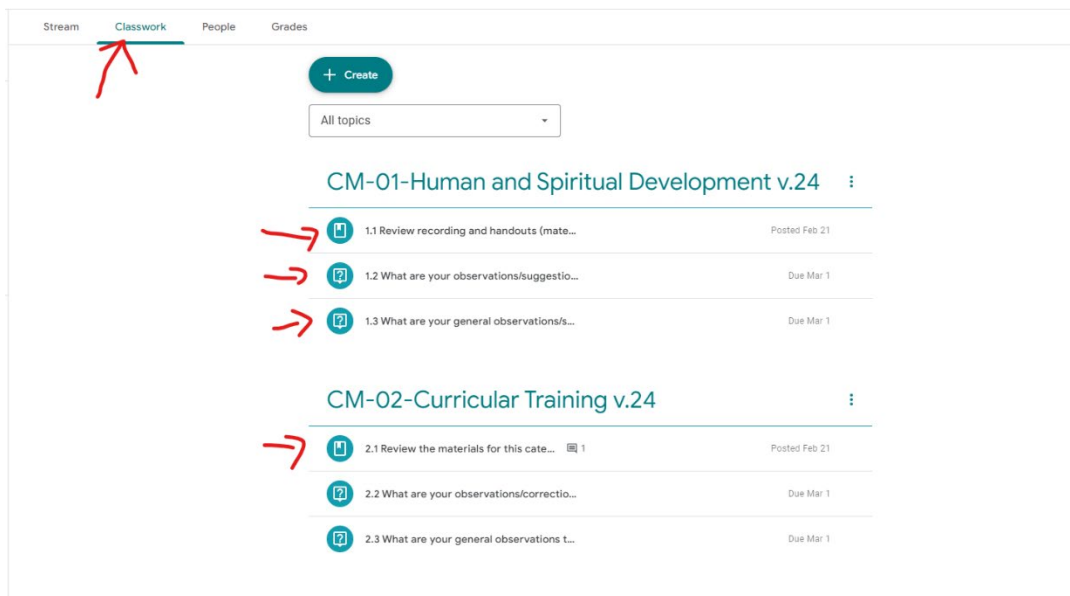 Stream Classwork People Grades
+ Create
All topics
CM-01-Human and Spiritual Development v.24
1.1 Review recording and handouts (mate... Posted Feb 21
1.2 What are your observations/suggestio... Due Mar 1
1.3 What are your general observations/s... Due Mar 1
CM-02-Curricular Training v.24
2.1 Review the materials for this cate... 1 Posted Feb 21
2.2 What are your observations/correctio... Due Mar 1
2.3 What are your general observations t... Due Mar 1